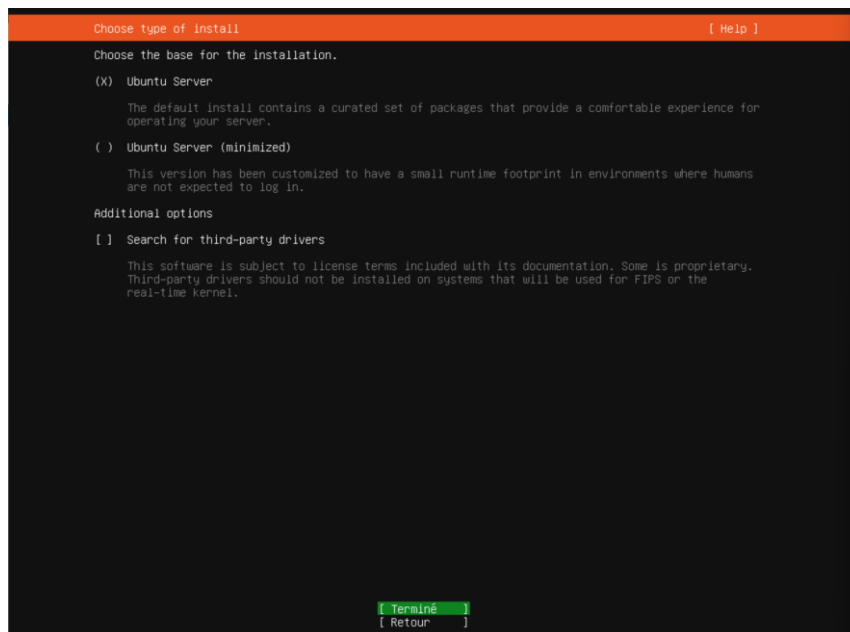 Choose type of install [ Help ]
Choose the base for the installation.
(X) Ubuntu Server
The default install contains a curated set of packages that provide a comfortable experience for
operating your server.
( ) Ubuntu Server (minimized)
This version has been customized to have a small runtime footprint in environments where humans
are not expected to log in.
Additional options
[ ] Search for third-party drivers
This software is subject to license terms included with its documentation. Some is proprietary.
Third-party drivers should not be installed on systems that will be used for FIPS or the
real-time kernel.
[ Terminé ]
[ Retour ]